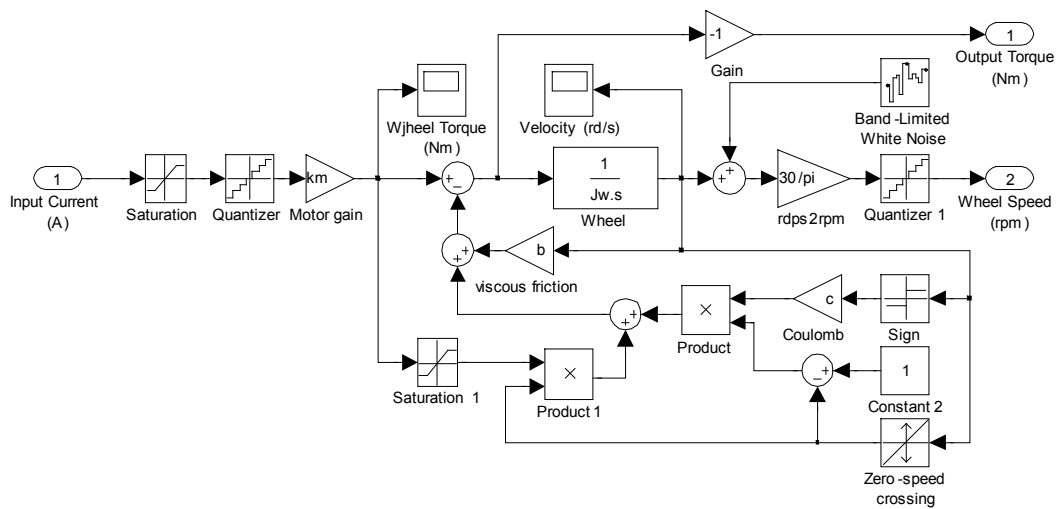 -1
Gain
1
Output Torque
(Nm)
Wjheel Torque
(Nm)
Velocity (rd/s)
Band -Limited
White Noise
1
Input Current
(A)
Saturation
Quantizer
km
Motor gain
+
−
1
Jw.s
Wheel
+
+
30/pi
rdps2rpm
Quantizer 1
2
Wheel Speed
(rpm)
+
+
b
viscous friction
+
+
×
Product
c
Coulomb
Sign
Saturation 1
×
Product 1
+
−
1
Constant 2
Zero -speed
crossing